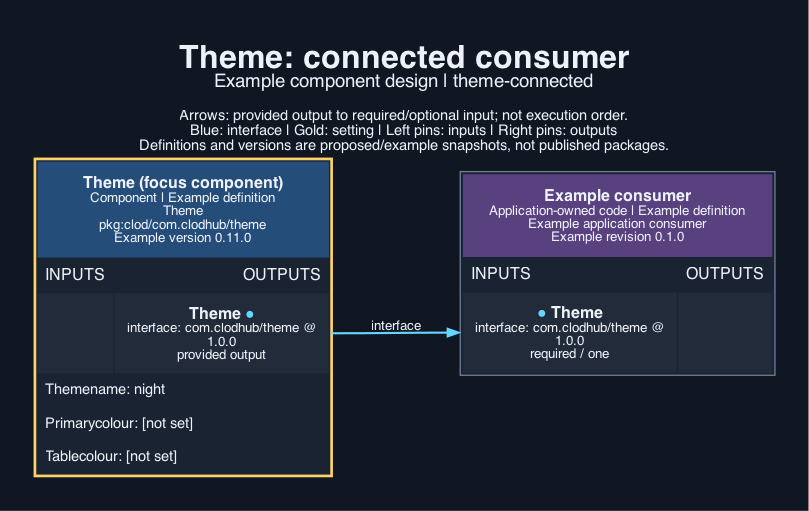 Theme: connected consumer
Example component design | theme-connected
Arrows: provided output to required/optional input; not execution order.
Blue: interface | Gold: setting | Left pins: inputs | Right pins: outputs
Definitions and versions are proposed/example snapshots, not published packages.
Theme (focus component)
Component | Example definition
Theme
pkg:clod/com.clodhub/theme
Example version 0.11.0
INPUTS
OUTPUTS
Theme
interface: com.clodhub/theme @
1.0.0
provided output
Themename: night
Primarycolour: [not set]
Tablecolour: [not set]
interface
Example consumer
Application-owned code | Example definition
Example application consumer
Example revision 0.1.0
INPUTS
OUTPUTS
Theme
interface: com.clodhub/theme @
1.0.0
required / one